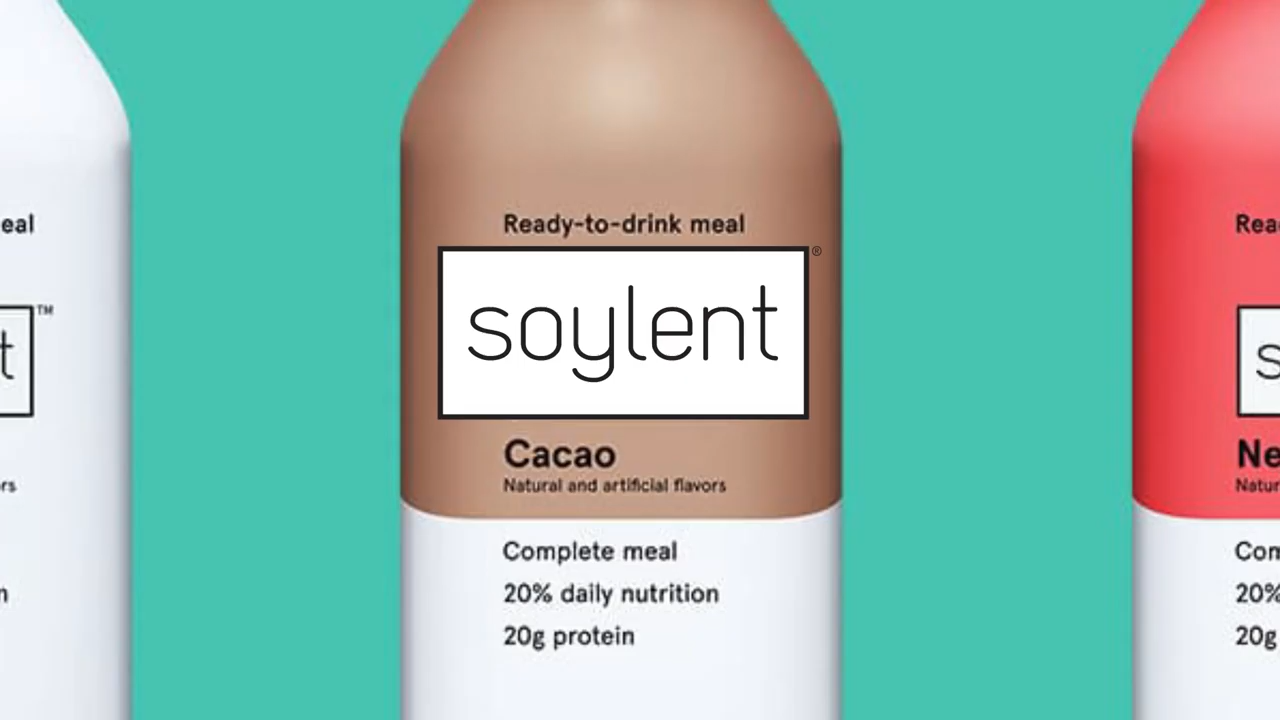 eal
TM
t
rs
n
Ready-to-drink meal
soylent®
Cacao
Natural and artificial flavors
Complete meal
20% daily nutrition
20g protein
Rea
s
Ne
Natur
Com
20%
20g